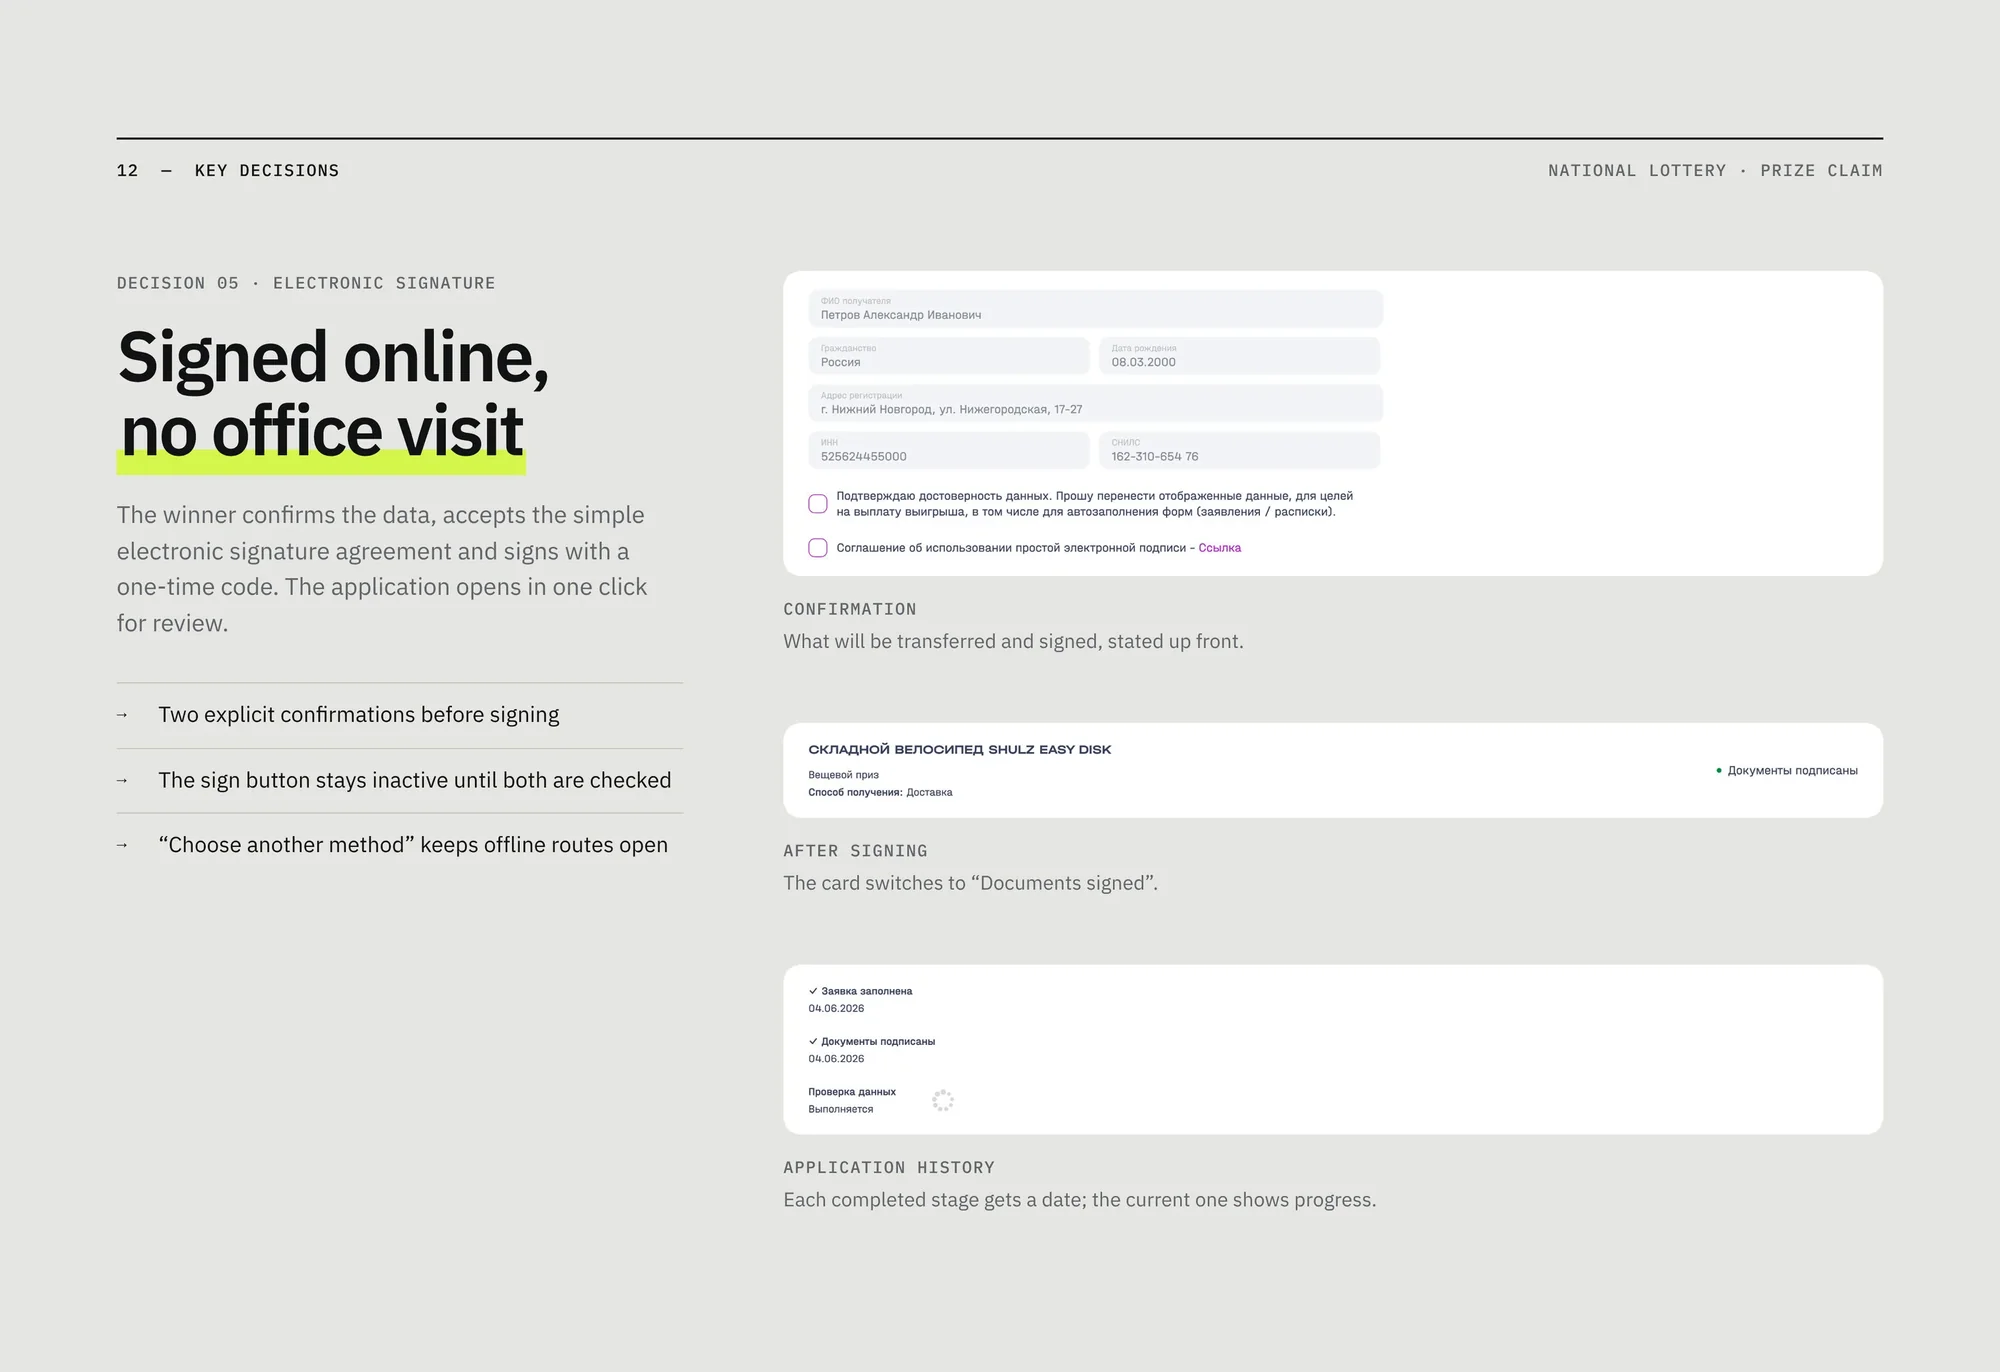 12 — KEY DECISIONS
NATIONAL LOTTERY · PRIZE CLAIM
DECISION 05 · ELECTRONIC SIGNATURE
Signed online,
no office visit
The winner confirms the data, accepts the simple
electronic signature agreement and signs with a
one-time code. The application opens in one click
for review.
→ Two explicit confirmations before signing
→ The sign button stays inactive until both are checked
→ “Choose another method” keeps offline routes open
ФИО получателя
Петров Александр Иванович
Гражданство
Россия
Дата рождения
08.03.2000
Адрес регистрации
г. Нижний Новгород, ул. Нижегородская, 17-27
ИНН
525624455000
СНИЛС
162-310-654 76
Подтверждаю достоверность данных. Прошу перенести отображенные данные, для целей
на выплату выигрыша, в том числе для автозаполнения форм (заявления / расписки).
Соглашение об использовании простой электронной подписи - Ссылка
CONFIRMATION
What will be transferred and signed, stated up front.
СКЛАДНОЙ ВЕЛОСИПЕД SHULZ EASY DISK
Вещевой приз
Способ получения: Доставка
Документы подписаны
AFTER SIGNING
The card switches to “Documents signed”.
Заявка заполнена
04.06.2026
Документы подписаны
04.06.2026
Проверка данных
Выполняется
APPLICATION HISTORY
Each completed stage gets a date; the current one shows progress.